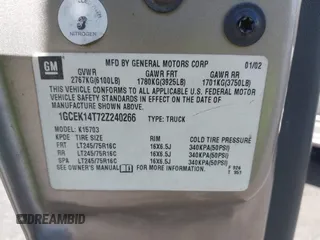 NITROGEN
GM
MFD BY GENERAL MOTORS CORP 01/02
GVWR GAWR FRT GAWR RR
2767KG(6100LB) 1780KG(3925LB) 1701KG(3750LB)
THIS VEHICLE CONFORMS TO ALL APPLICABLE U.S. FEDERAL MOTOR
VEHICLE SAFETY STANDARDS IN EFFECT ON THE DATE OF
MANUFACTURE SHOWN ABOVE.
1GCEK14T72Z240266 TYPE: TRUCK
MODEL: K15703
TIRE SIZE RIM COLD TIRE PRESSURE
FRT LT245/75R16C 16X6.5J 340KPA(50PSI)
RR LT245/75R16C 16X6.5J 340KPA(50PSI)
SPA LT245/75R16C 16X6.5J 340KPA(50PSI)
SEE OWNER'S MANUAL FOR MORE INFORMATION.
AUTOBIDMASTER